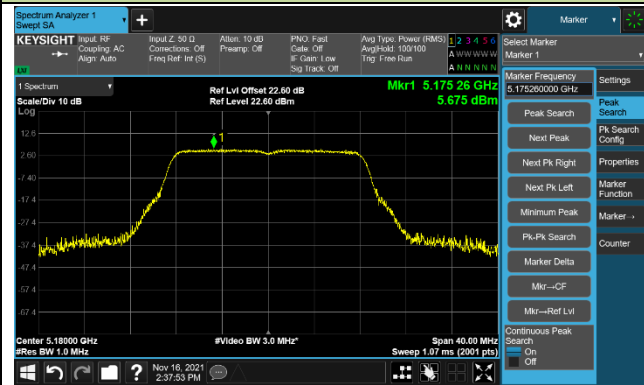 Spectrum Analyzer 1
Swept SA
Marker
KEYSIGHT
Input: RF
Coupling: AC
Align: Auto
Input Z: 50 Ω
Corrections: Off
Freq Ref: Int (S)
Atten: 10 dB
Preamp: Off
PNO: Fast
Gate: Off
IF Gain: Low
Sig Track: Off
Avg Type: Power (RMS)
Avg|Hold: 100/100
Trig: Free Run
1 2 3 4 5 6
A W W W W W
A N N N N N
LNI
Select Marker
Marker 1
1 Spectrum
Scale/Div 10 dB
Log
Ref Lvl Offset 22.60 dB
Ref Level 22.60 dBm
Mkr1 5.175 26 GHz
5.675 dBm
12.6
2.60
-7.40
-17.4
-27.4
-37.4
-47.4
-57.4
-67.4
1
Center 5.18000 GHz
#Res BW 1.0 MHz
#Video BW 3.0 MHz*
Span 40.00 MHz
Sweep 1.07 ms (2001 pts)
Marker Frequency
5.175260000 GHz
Peak Search
Next Peak
Next Pk Right
Next Pk Left
Minimum Peak
Pk-Pk Search
Marker Delta
Mkr→CF
Mkr→Ref Lvl
Continuous Peak
Search
On
Off
Settings
Peak
Search
Pk Search
Config
Properties
Marker
Function
Marker→
Counter
Nov 16, 2021
2:37:53 PM